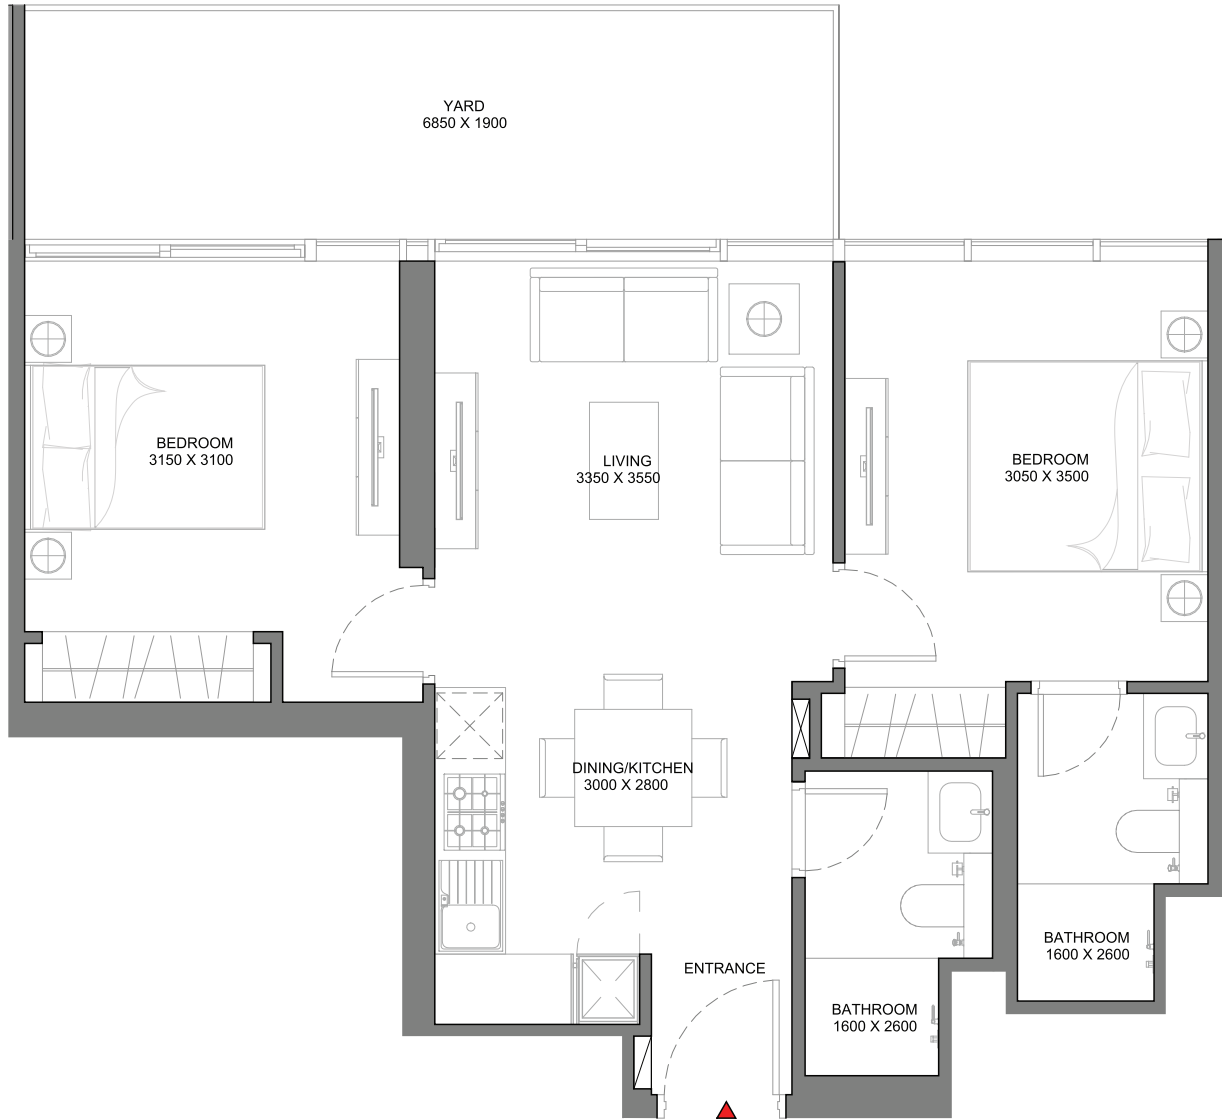 YARD
6850 X 1900
BEDROOM
3150 X 3100
LIVING
3350 X 3550
BEDROOM
3050 X 3500
DINING/KITCHEN
3000 X 2800
ENTRANCE
BATHROOM
1600 X 2600
BATHROOM
1600 X 2600